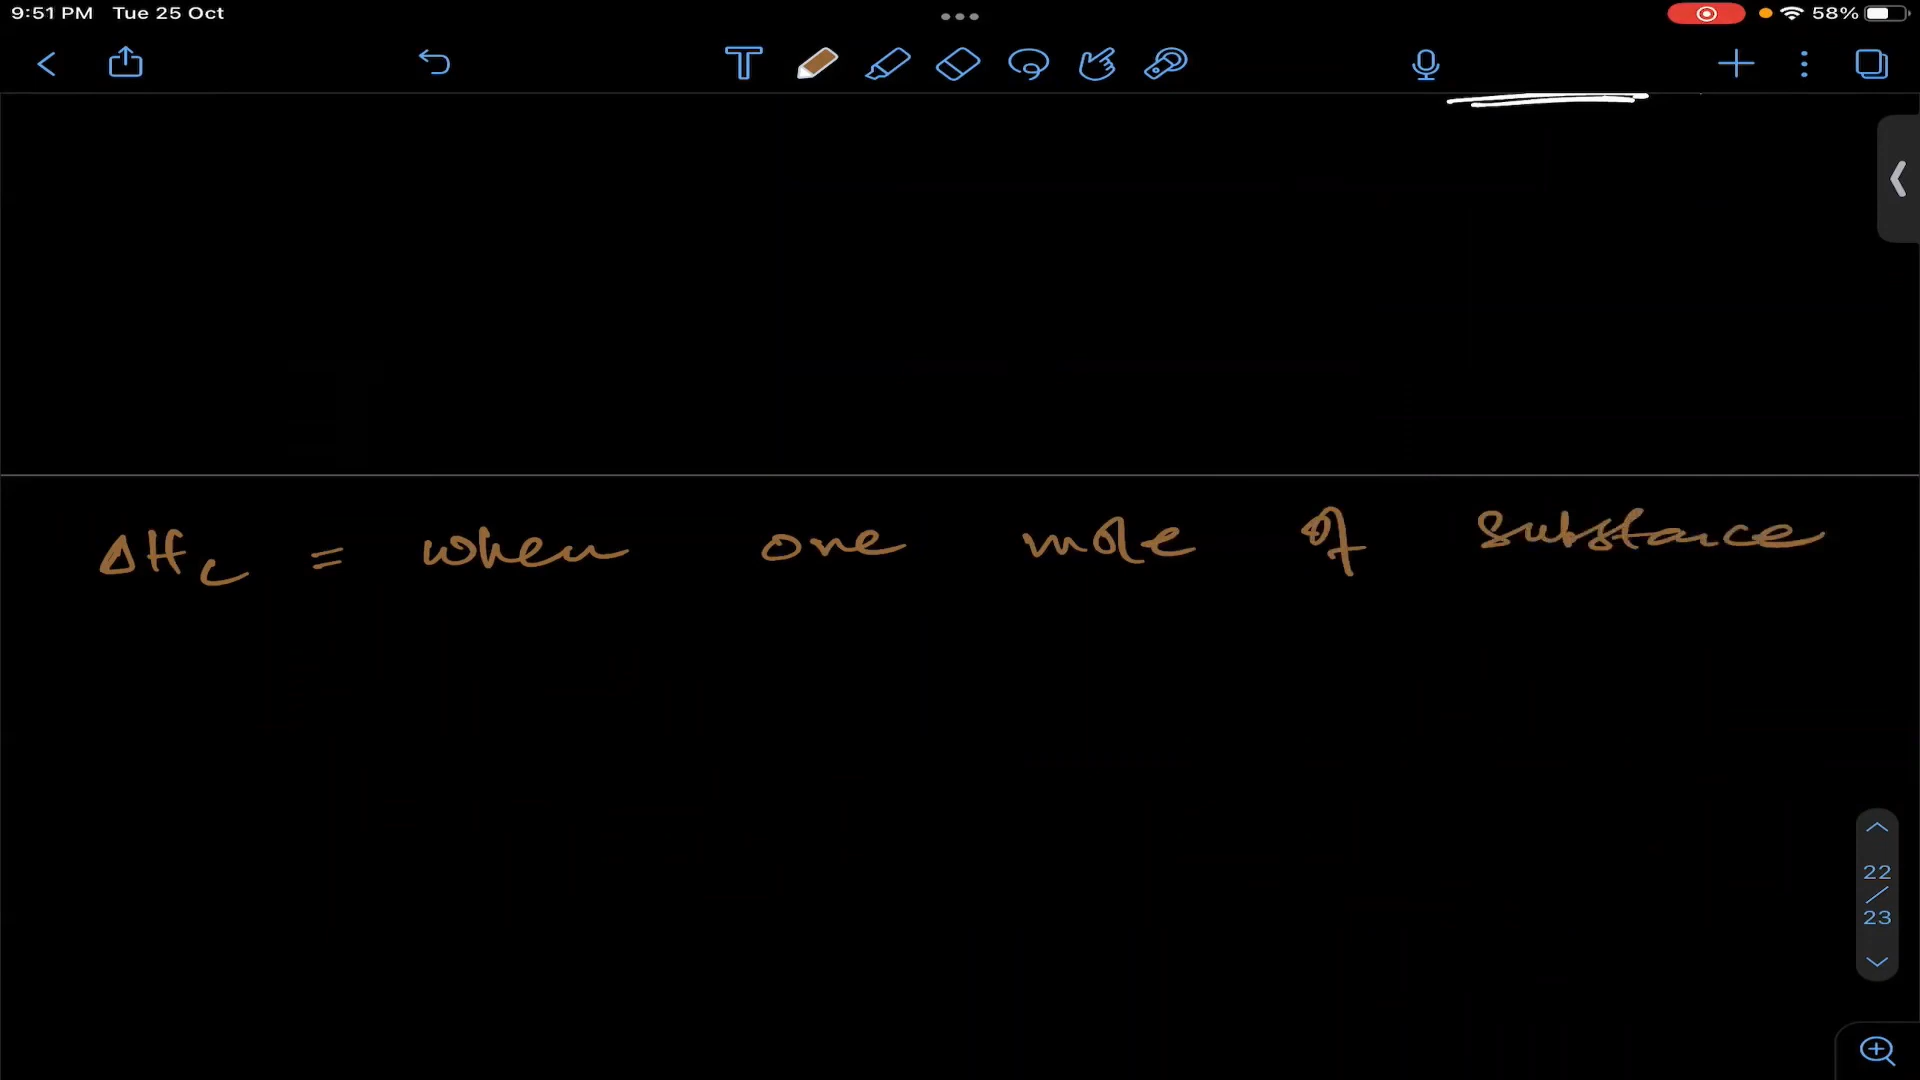 9:51 PM Tue 25 Oct 58%
ΔHc = when one mole of substance
22
23